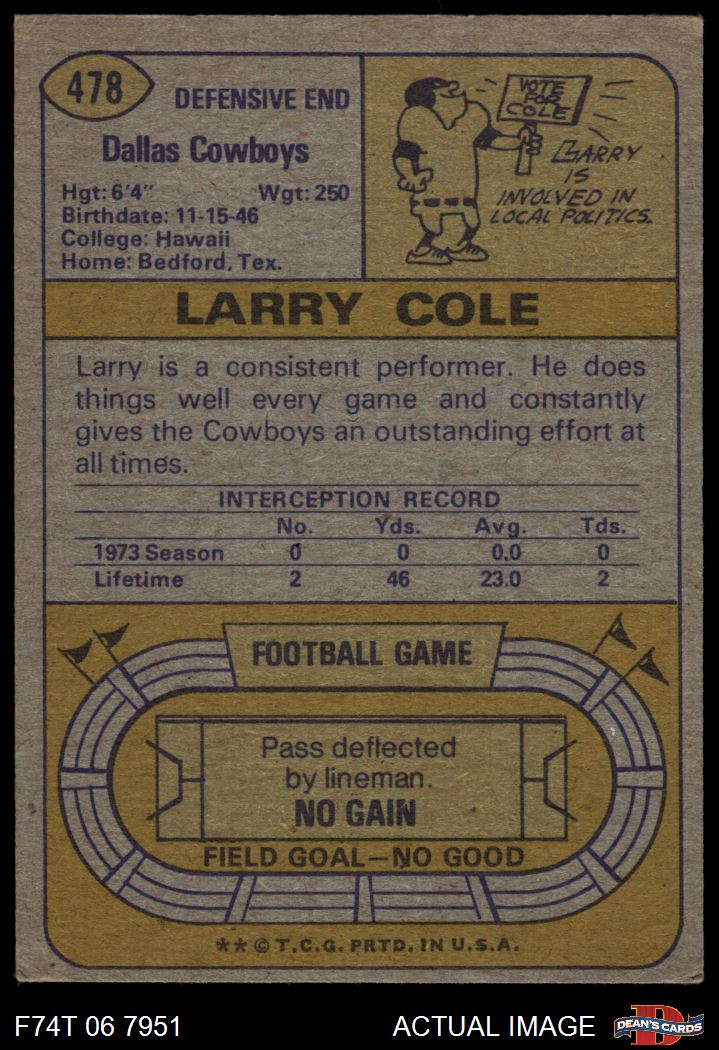 478
DEFENSIVE END
Dallas Cowboys
Hgt: 6'4" Wgt: 250
Birthdate: 11-15-46
College: Hawaii
Home: Bedford, Tex.
VOTE
FOR
COLE
LARRY
IS
INVOLVED IN
LOCAL POLITICS.
LARRY COLE
Larry is a consistent performer. He does
things well every game and constantly
gives the Cowboys an outstanding effort at
all times.
INTERCEPTION RECORD
No. Yds. Avg. Tds.
1973 Season 0 0 0.0 0
Lifetime 2 46 23.0 2
FOOTBALL GAME
Pass deflected
by lineman.
NO GAIN
FIELD GOAL—NO GOOD
** © T.C.G. PRTD. IN U.S.A.
F74T 06 7951 ACTUAL IMAGE
D
DEAN'S CARDS